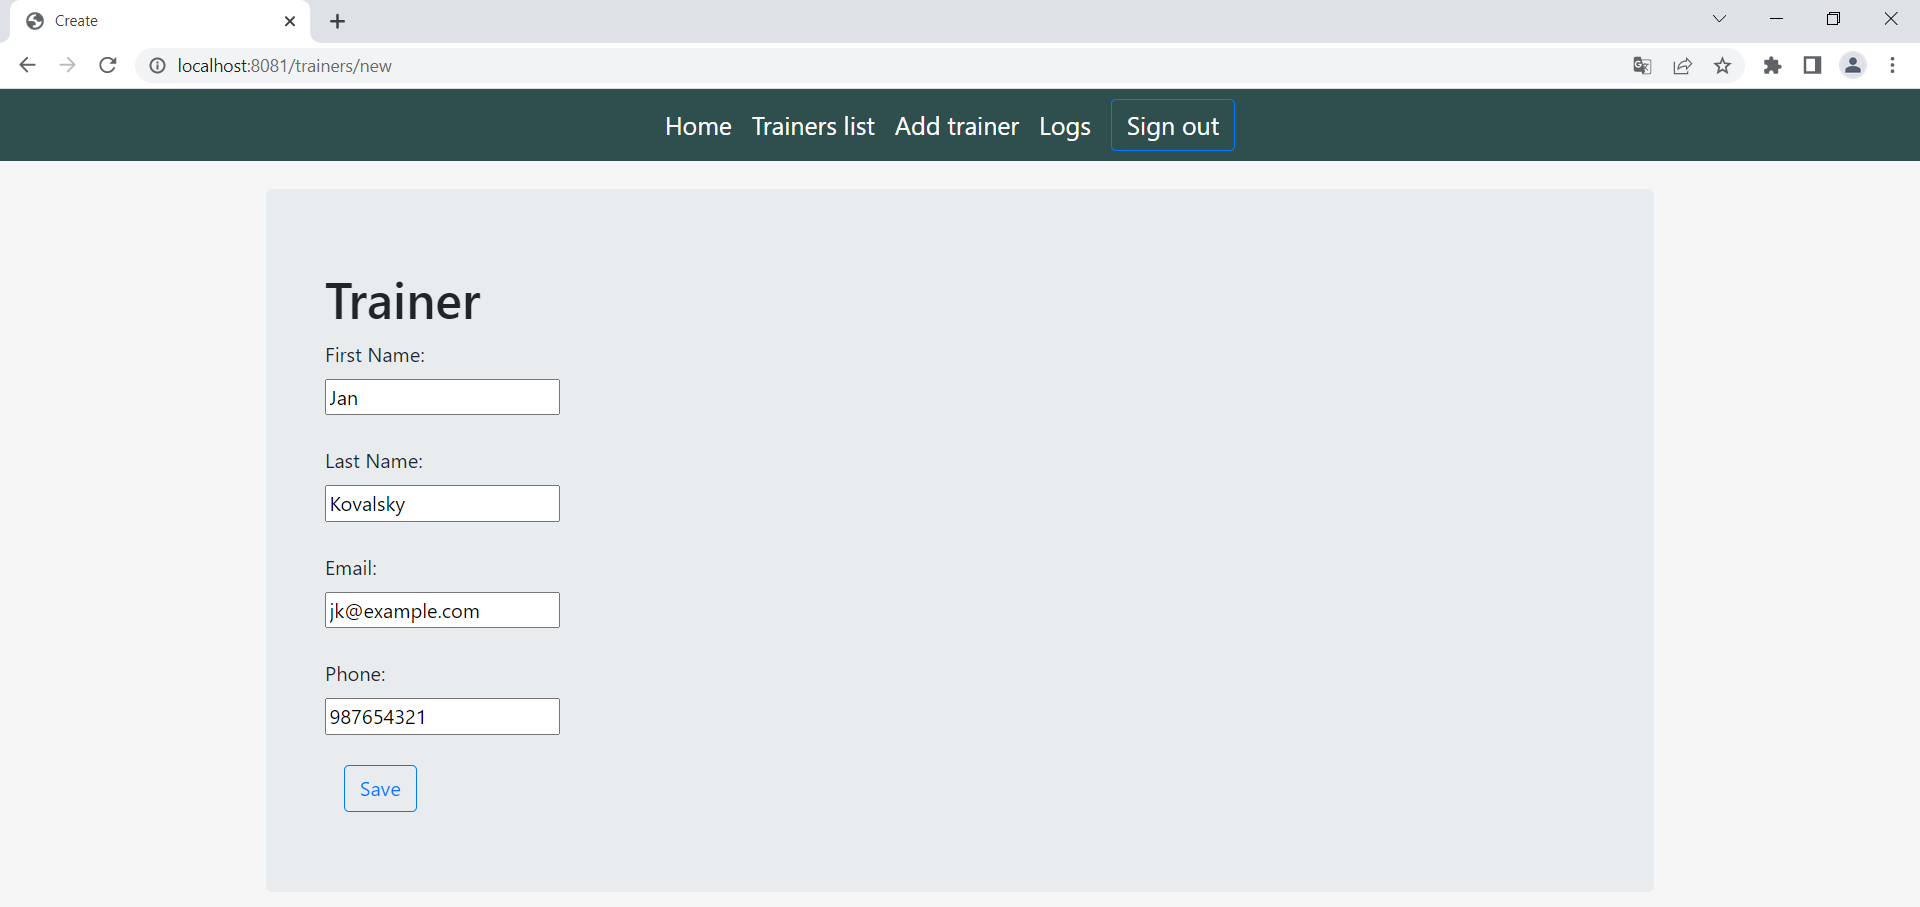 Create
localhost:8081/trainers/new
Home Trainers list Add trainer Logs Sign out
Trainer
First Name:
Jan
Last Name:
Kovalsky
Email:
jk@example.com
Phone:
987654321
Save